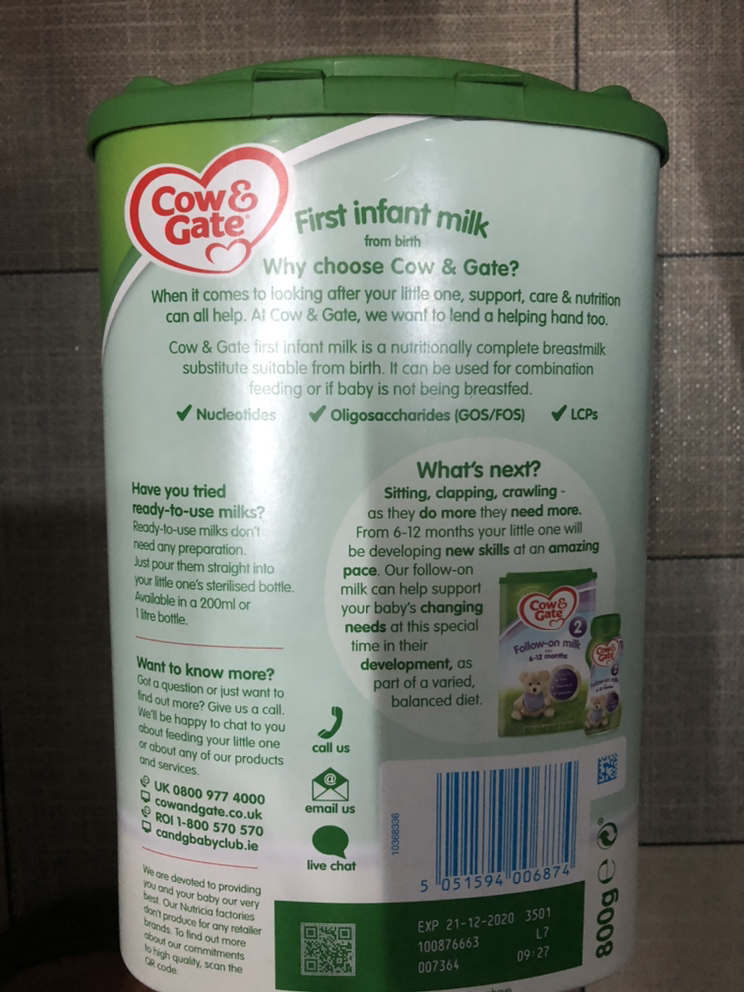 Cow &
Gate
First infant milk
from birth
Why choose Cow & Gate?
When it comes to looking after your little one, support, care & nutrition
can all help. At Cow & Gate, we want to lend a helping hand too.
Cow & Gate first infant milk is a nutritionally complete breastmilk
substitute suitable from birth. It can be used for combination
feeding or if baby is not being breastfed.
✓ Nucleotides ✓ Oligosaccharides (GOS/FOS) ✓ LCPs
Have you tried
ready-to-use milks?
Ready-to-use milks don't
need any preparation.
Just pour them straight into
your little one's sterilised bottle.
Available in a 200ml or
1 litre bottle.
Want to know more?
Got a question or just want to
find out more? Give us a call.
We'll be happy to chat to you
about feeding your little one
or about any of our products
and services.
UK 0800 977 4000
cowandgate.co.uk
ROI 1-800 570 570
candgbabyclub.ie
We are devoted to providing
you and your baby our very
best. Our Nutricia factories
don't produce for any retailer
brands. To find out more
about our commitments
to high quality, scan the
QR code.
call us
email us
live chat
What's next?
Sitting, clapping, crawling -
as they do more they need more.
From 6-12 months your little one will
be developing new skills at an amazing
pace. Our follow-on
milk can help support
your baby's changing
needs at this special
time in their
development, as
part of a varied,
balanced diet.
Cow &
Gate
2
Follow-on milk
6-12 months
Cow &
Gate
2
Follow-on milk
10368336
5 051594 006874
800g e
EXP 21-12-2020 3501
100876663 L7
007364 09:27